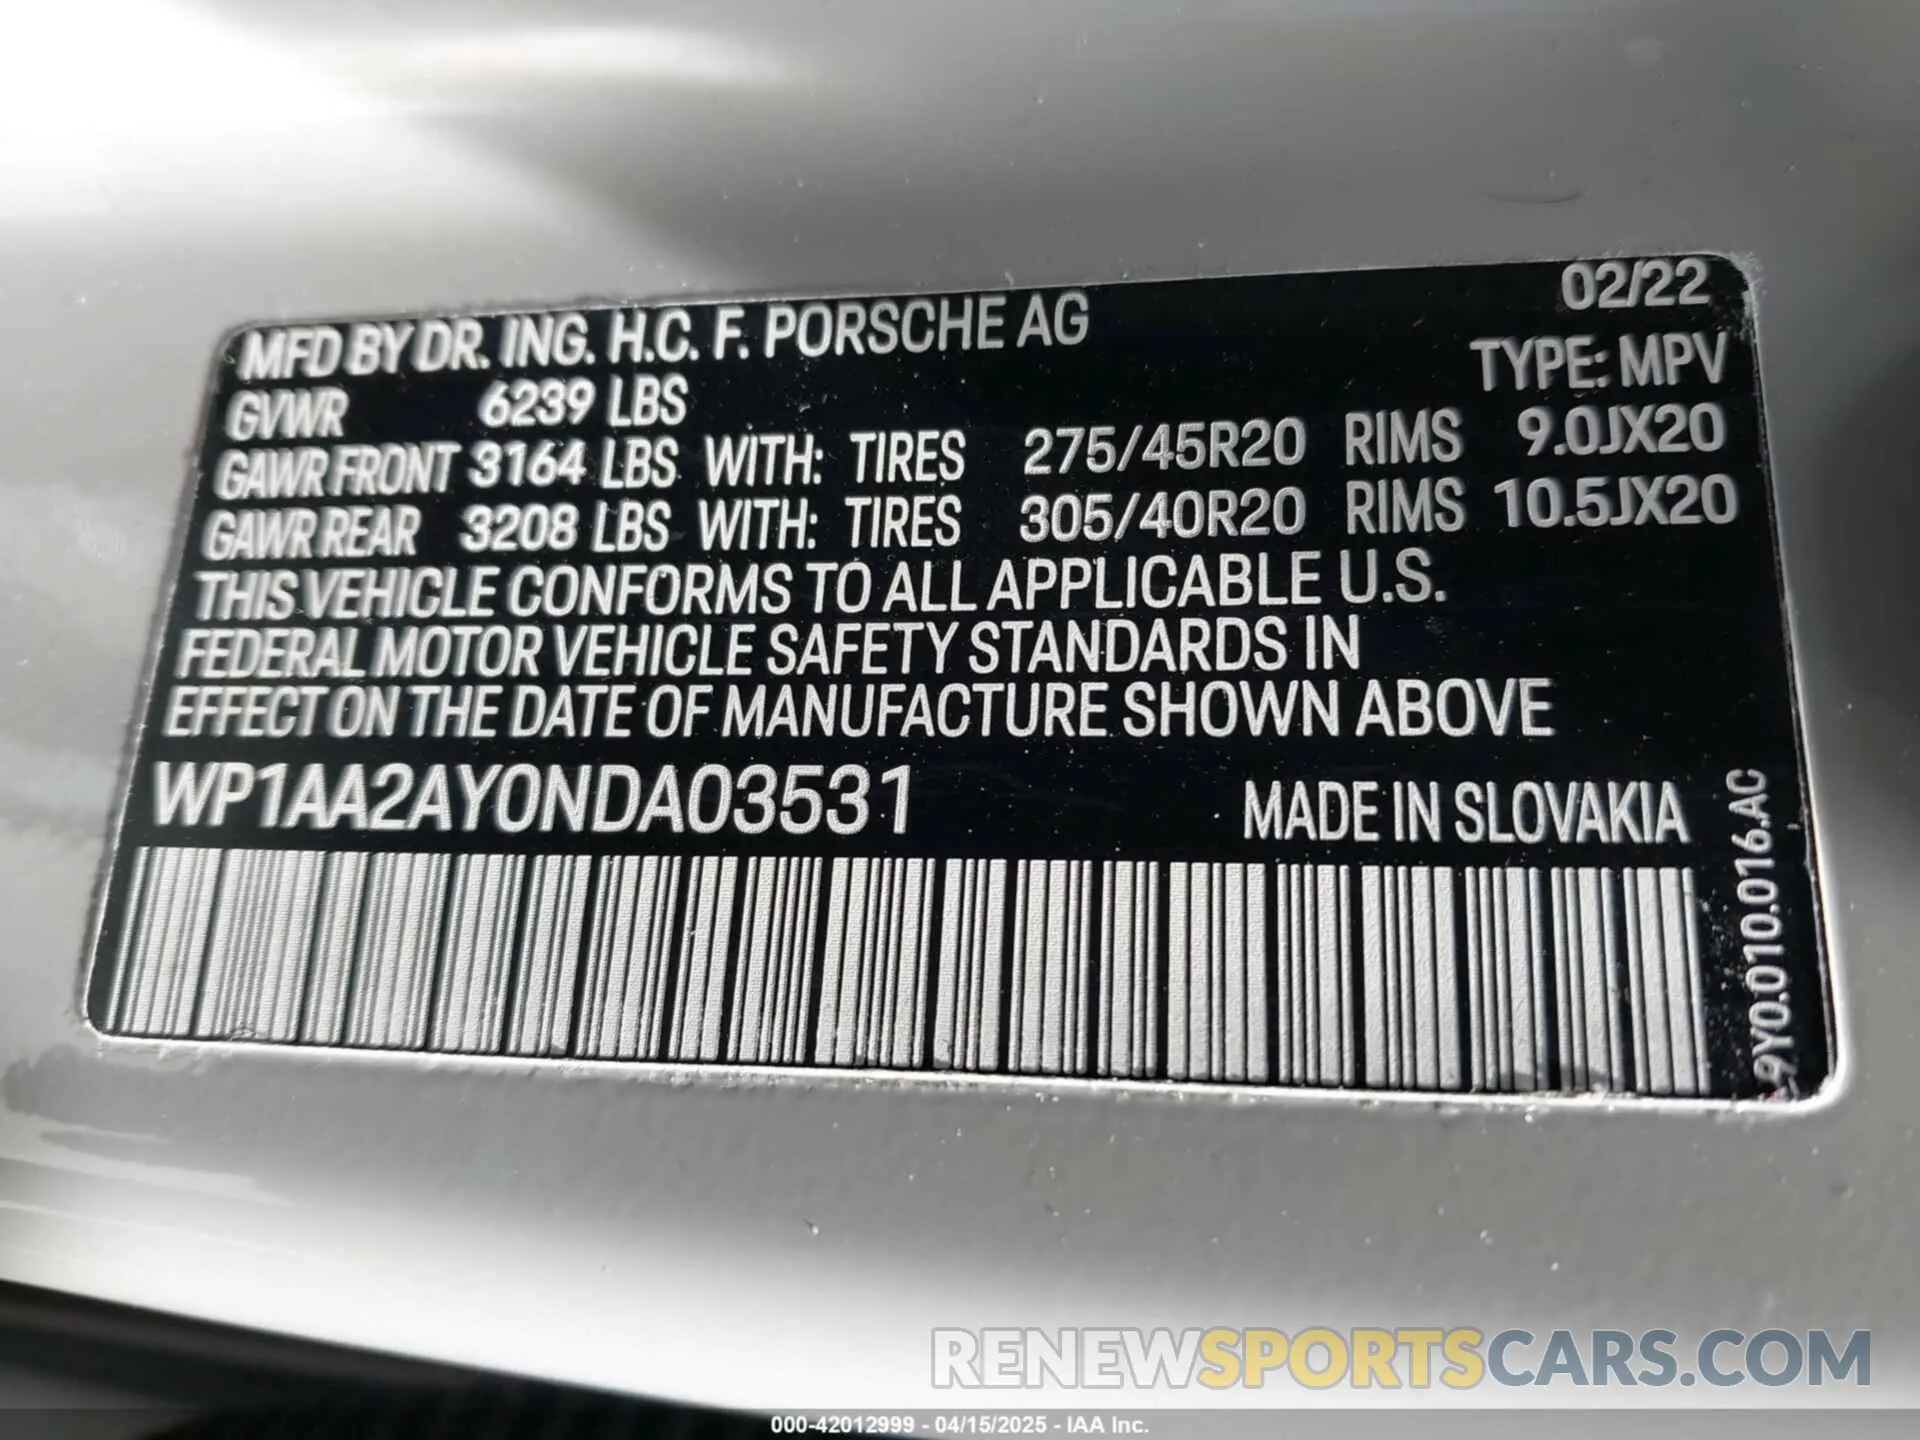 02/22
MFD BY DR. ING. H.C. F. PORSCHE AG
TYPE: MPV
GVWR 6239 LBS
GAWR FRONT 3164 LBS WITH: TIRES 275/45R20 RIMS 9.0JX20
GAWR REAR 3208 LBS WITH: TIRES 305/40R20 RIMS 10.5JX20
THIS VEHICLE CONFORMS TO ALL APPLICABLE U.S.
FEDERAL MOTOR VEHICLE SAFETY STANDARDS IN
EFFECT ON THE DATE OF MANUFACTURE SHOWN ABOVE
WP1AA2AY0NDA03531 MADE IN SLOVAKIA
9Y0.010.016.AC
RENEWSPORTSCARS.COM
000-42012999 - 04/15/2025 - IAA Inc.